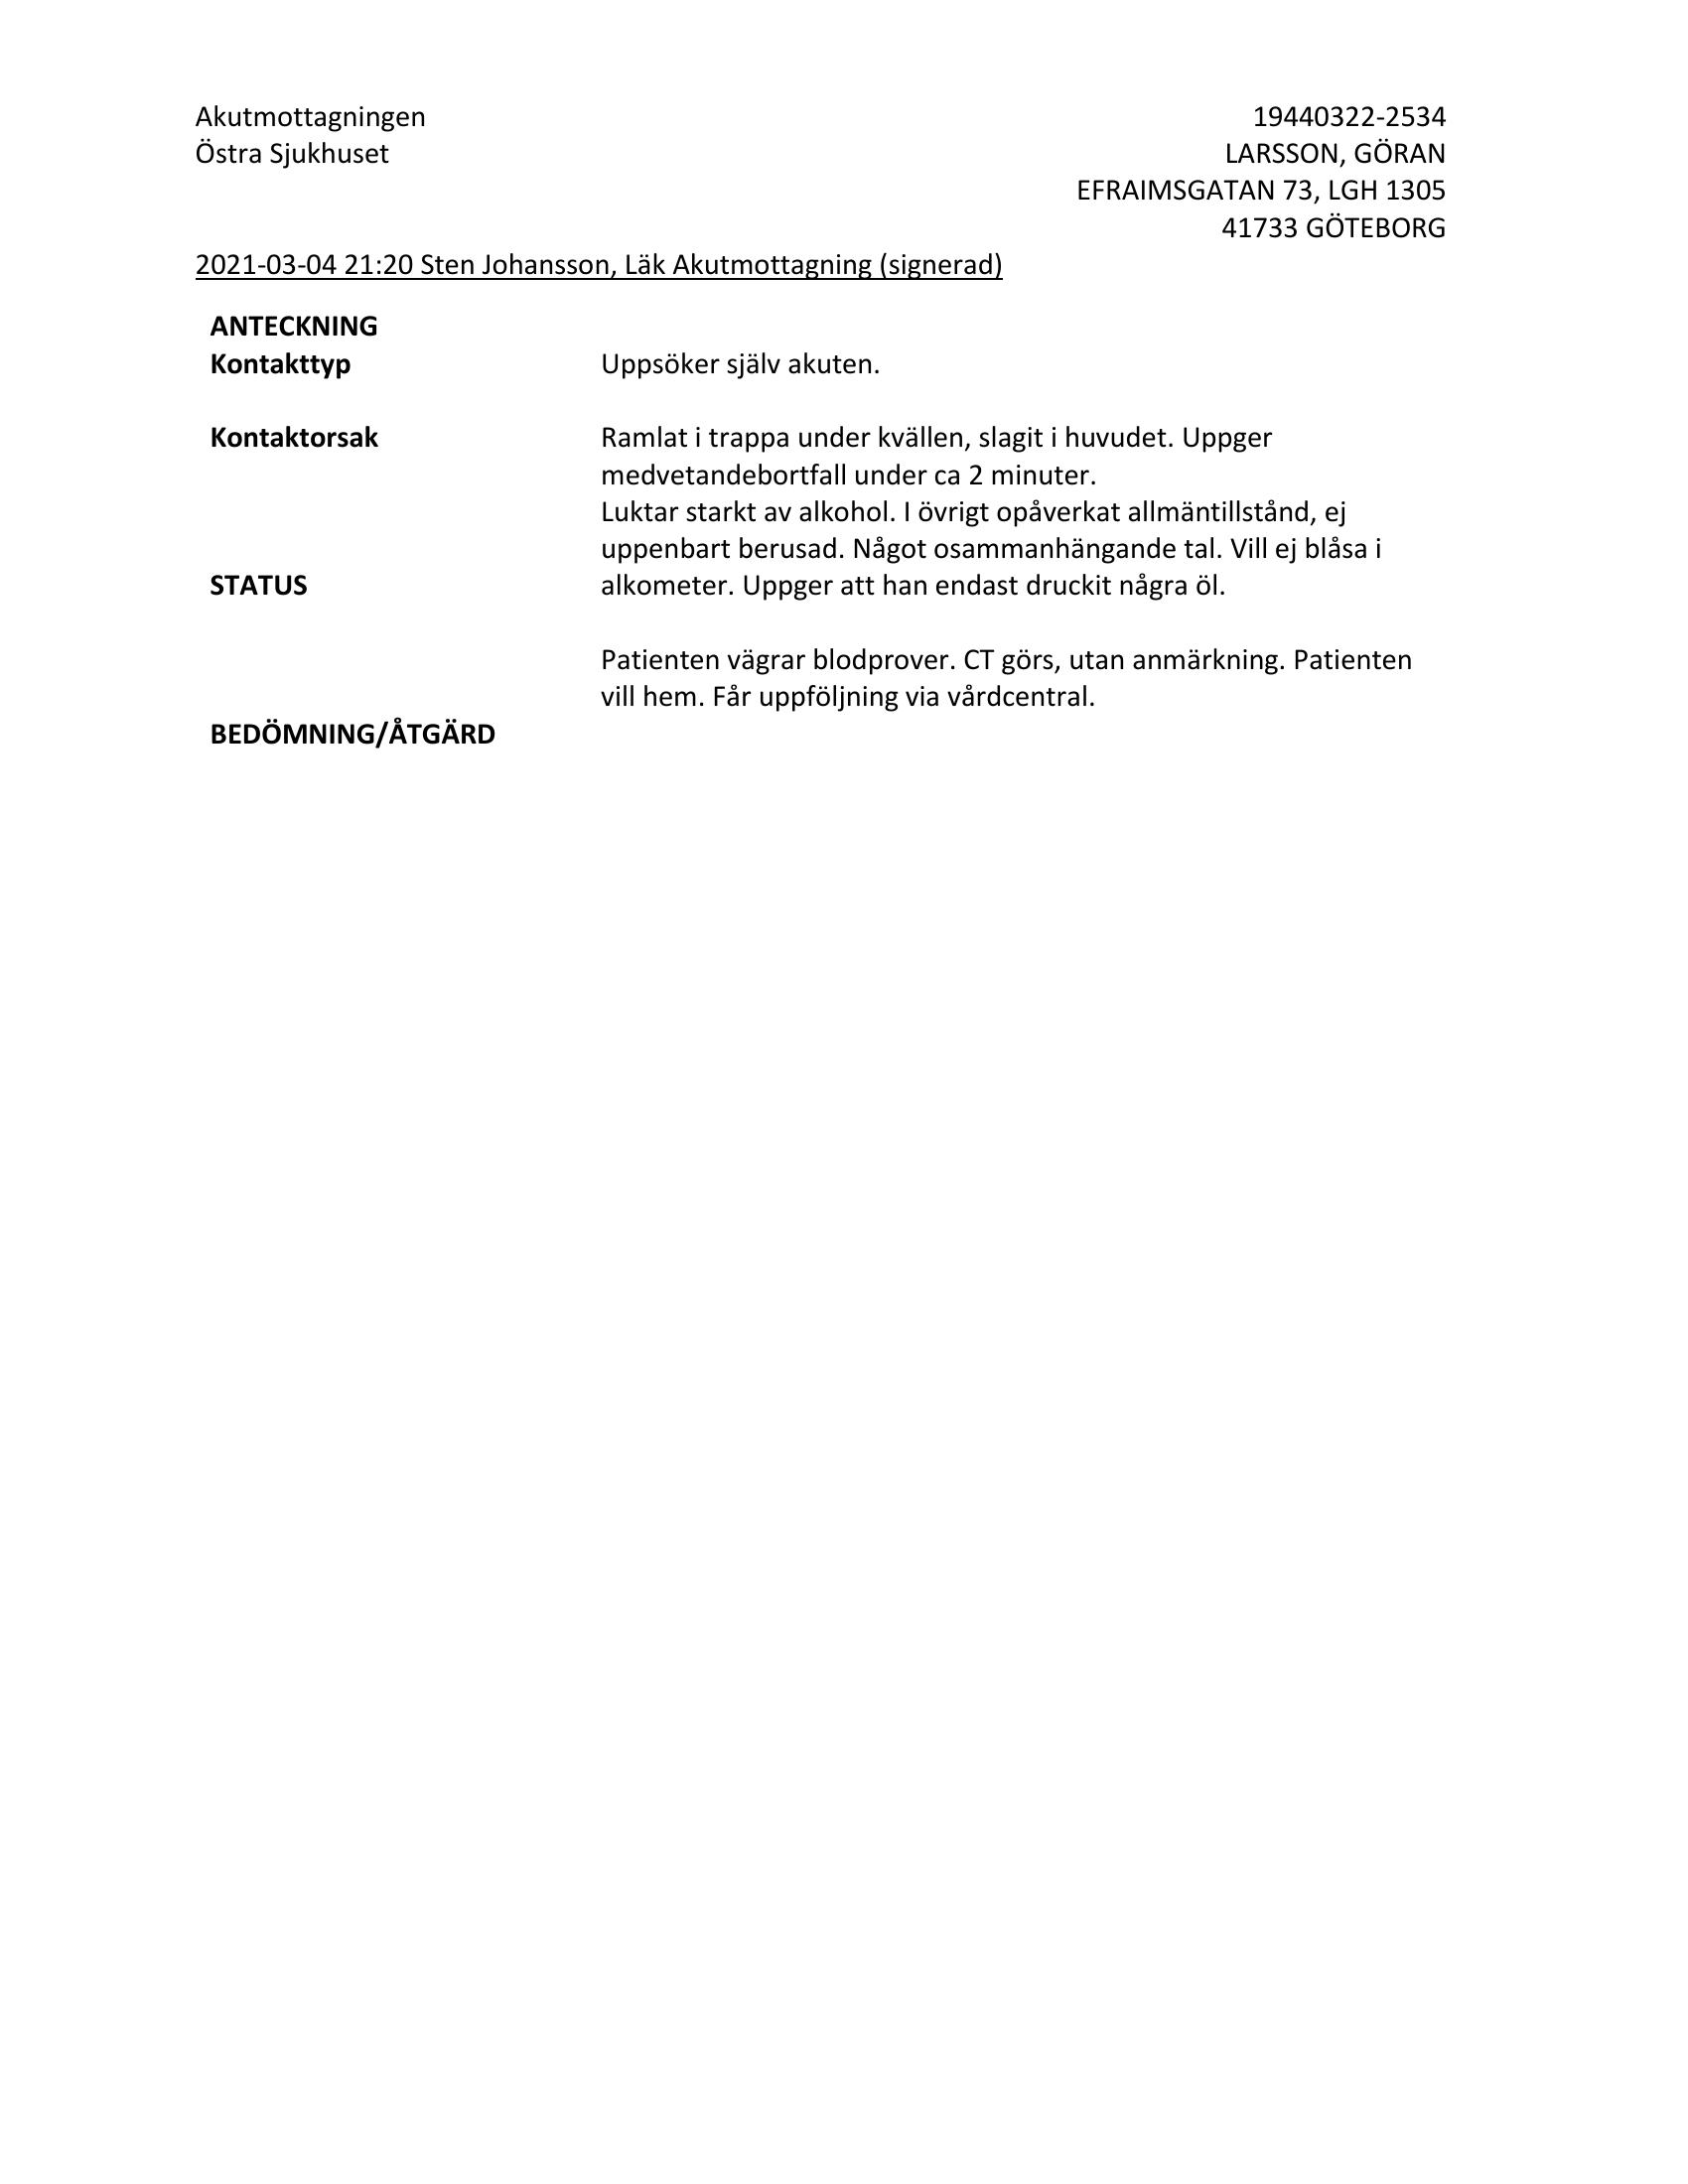 Akutmottagningen
Östra Sjukhuset
19440322-2534
LARSSON, GÖRAN
EFRAIMSGATAN 73, LGH 1305
41733 GÖTEBORG
2021-03-04 21:20 Sten Johansson, Läk Akutmottagning (signerad)
ANTECKNING
Kontakttyp
Uppsöker själv akuten.
Kontaktorsak
Ramlat i trappa under kvällen, slagit i huvudet. Uppger
medvetandebortfall under ca 2 minuter.
Luktar starkt av alkohol. I övrigt opåverkat allmäntillstånd, ej
uppenbart berusad. Något osammanhängande tal. Vill ej blåsa i
STATUS
alkometer. Uppger att han endast druckit några öl.
Patienten vägrar blodprover. CT görs, utan anmärkning. Patienten
vill hem. Får uppföljning via vårdcentral.
BEDÖMNING/ÅTGÄRD